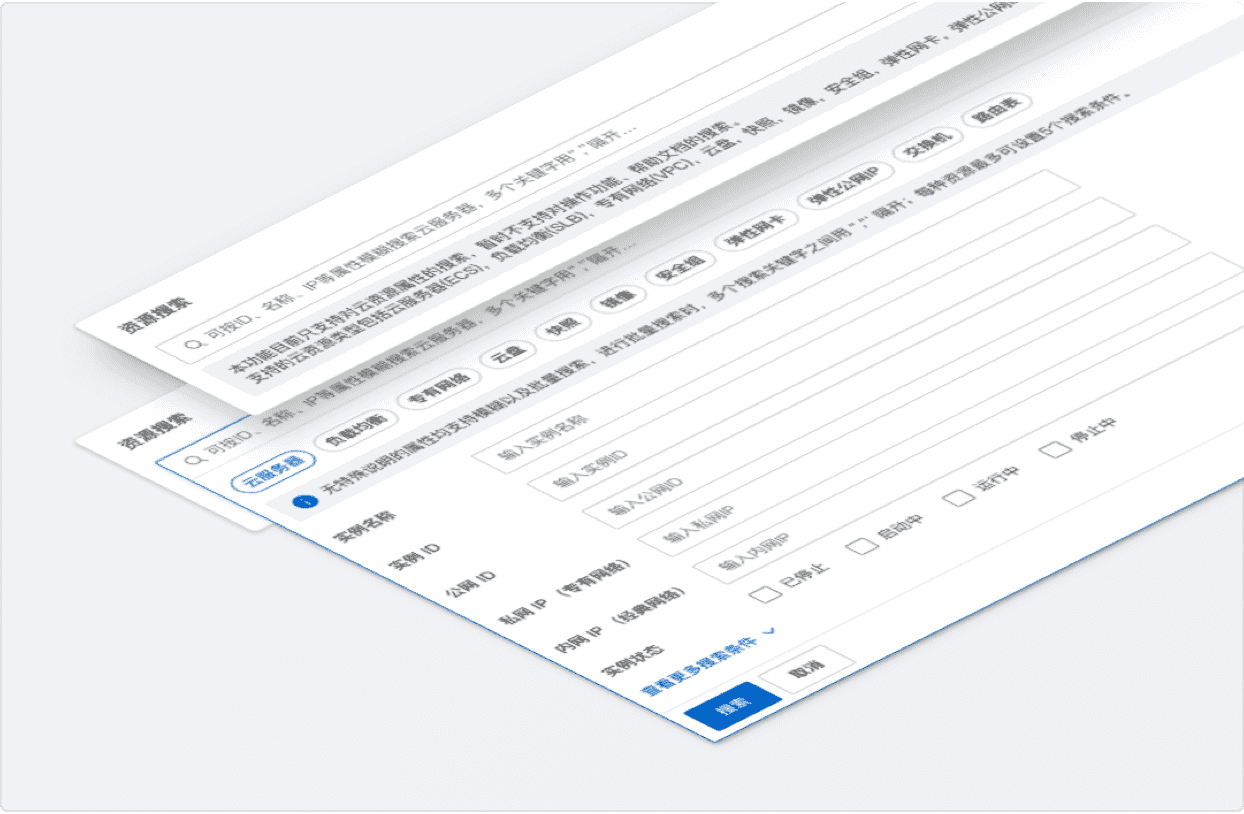 资源搜索
可按ID、名称、IP等属性模糊搜索云服务器，多个关键字用";"隔开...
本功能目前只支持对云资源属性的搜索，暂时不支持对操作功能、帮助文档的搜索。
支持的云资源类型包括云服务器(ECS)，负载均衡(SLB)，专有网络(VPC)，云盘，快照，镜像，安全组，弹性网卡，弹性公网
资源搜索
可按ID、名称、IP等属性模糊搜索云服务器，多个关键字用";"隔开...
云服务器 负载均衡 专有网络 云盘 快照 镜像 安全组 弹性网卡 弹性公网IP 交换机 路由表
无特殊说明的属性均支持模糊以及批量搜索，进行批量搜索时，多个搜索关键字之间用";"隔开；每种资源最多可设置5个搜索条件。
实例名称 输入实例名称
实例 ID 输入实例ID
公网 ID 输入公网ID
私网 IP （专有网络） 输入私网IP
内网 IP （经典网络） 输入内网IP
实例状态 已停止 启动中 运行中 停止中
查看更多搜索条件
搜索 取消